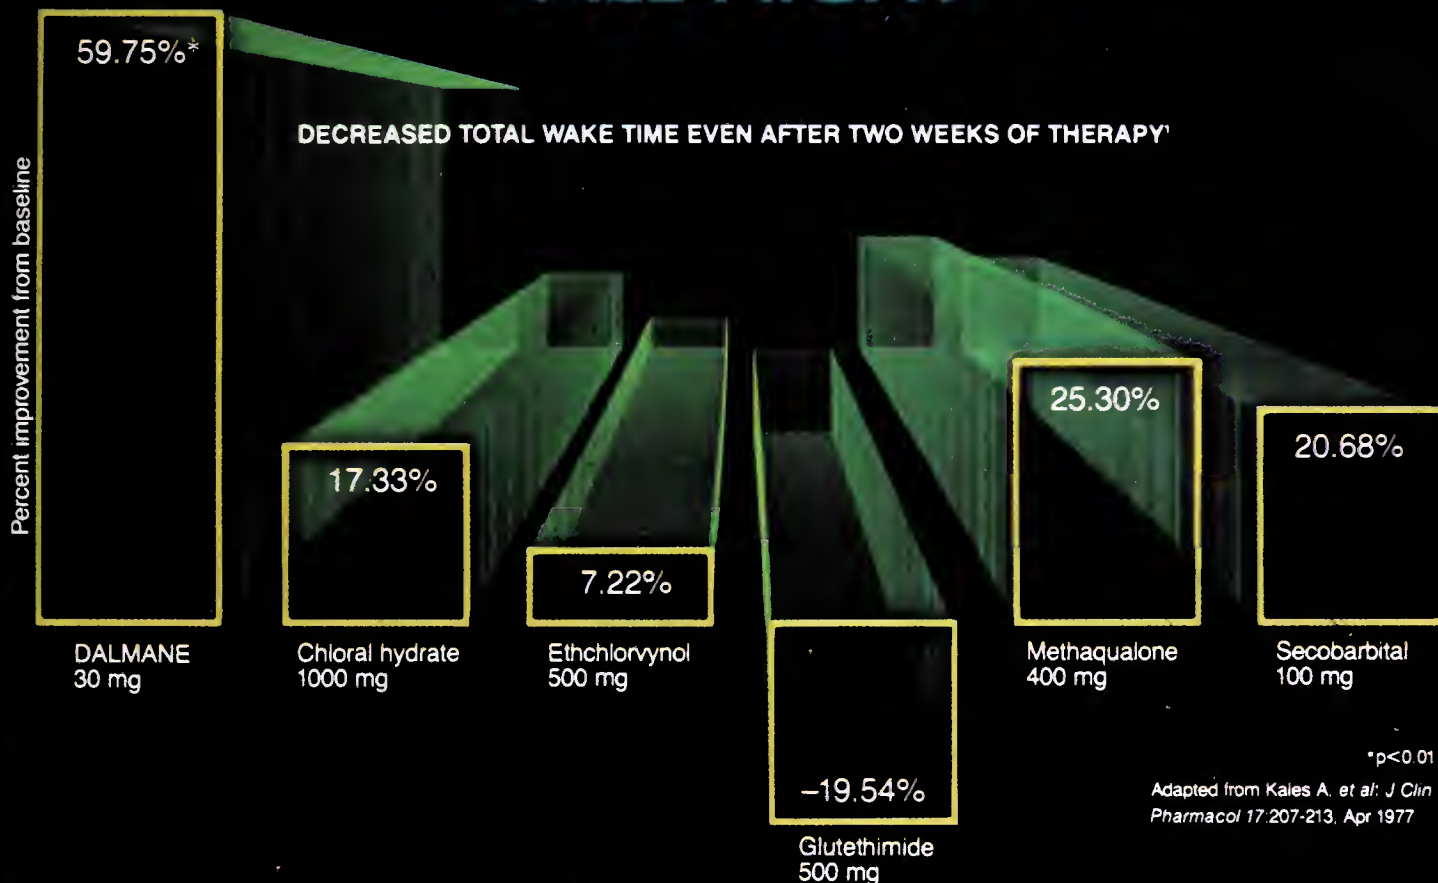 59.75%*
DECREASED TOTAL WAKE TIME EVEN AFTER TWO WEEKS OF THERAPY¹
Percent improvement from baseline
17.33%
7.22%
25.30%
20.68%
DALMANE
30 mg
Chloral hydrate
1000 mg
Ethchlorvynol
500 mg
Methaqualone
400 mg
Secobarbital
100 mg
–19.54%
Glutethimide
500 mg
*p<0.01
Adapted from Kales A, et al: J Clin
Pharmacol 17:207-213, Apr 1977